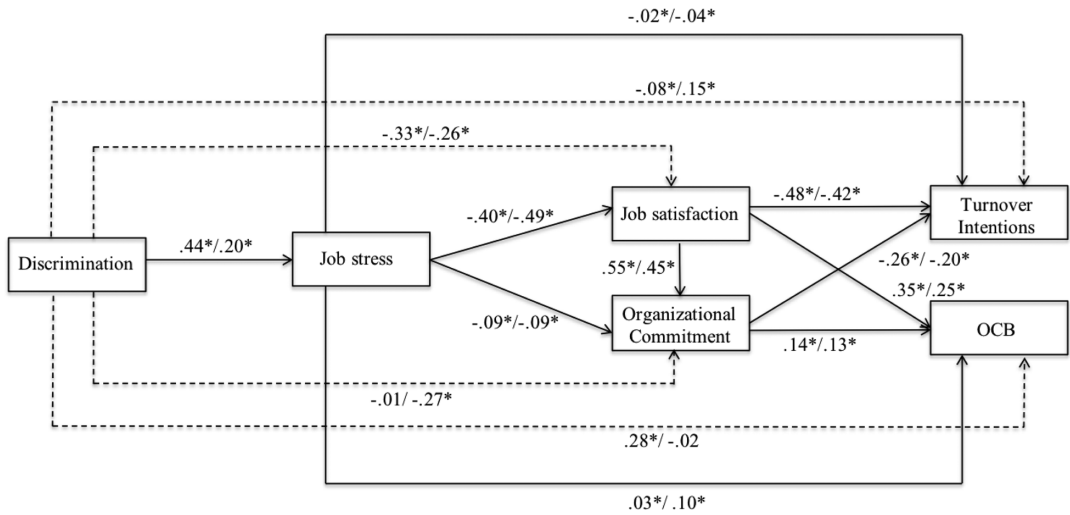 -.02*/-.04*
-.08*/.15*
-.33*/-.26*
-.48*/-.42*
Turnover
Intentions
Job satisfaction
-.40*/-.49*
Discrimination
.44*/.20*
Job stress
.55*/.45*
-.26*/ -.20*
.35*/.25*
-.09*/-.09*
Organizational
Commitment
.14*/.13*
OCB
-.01/ -.27*
.28*/ -.02
.03*/ .10*